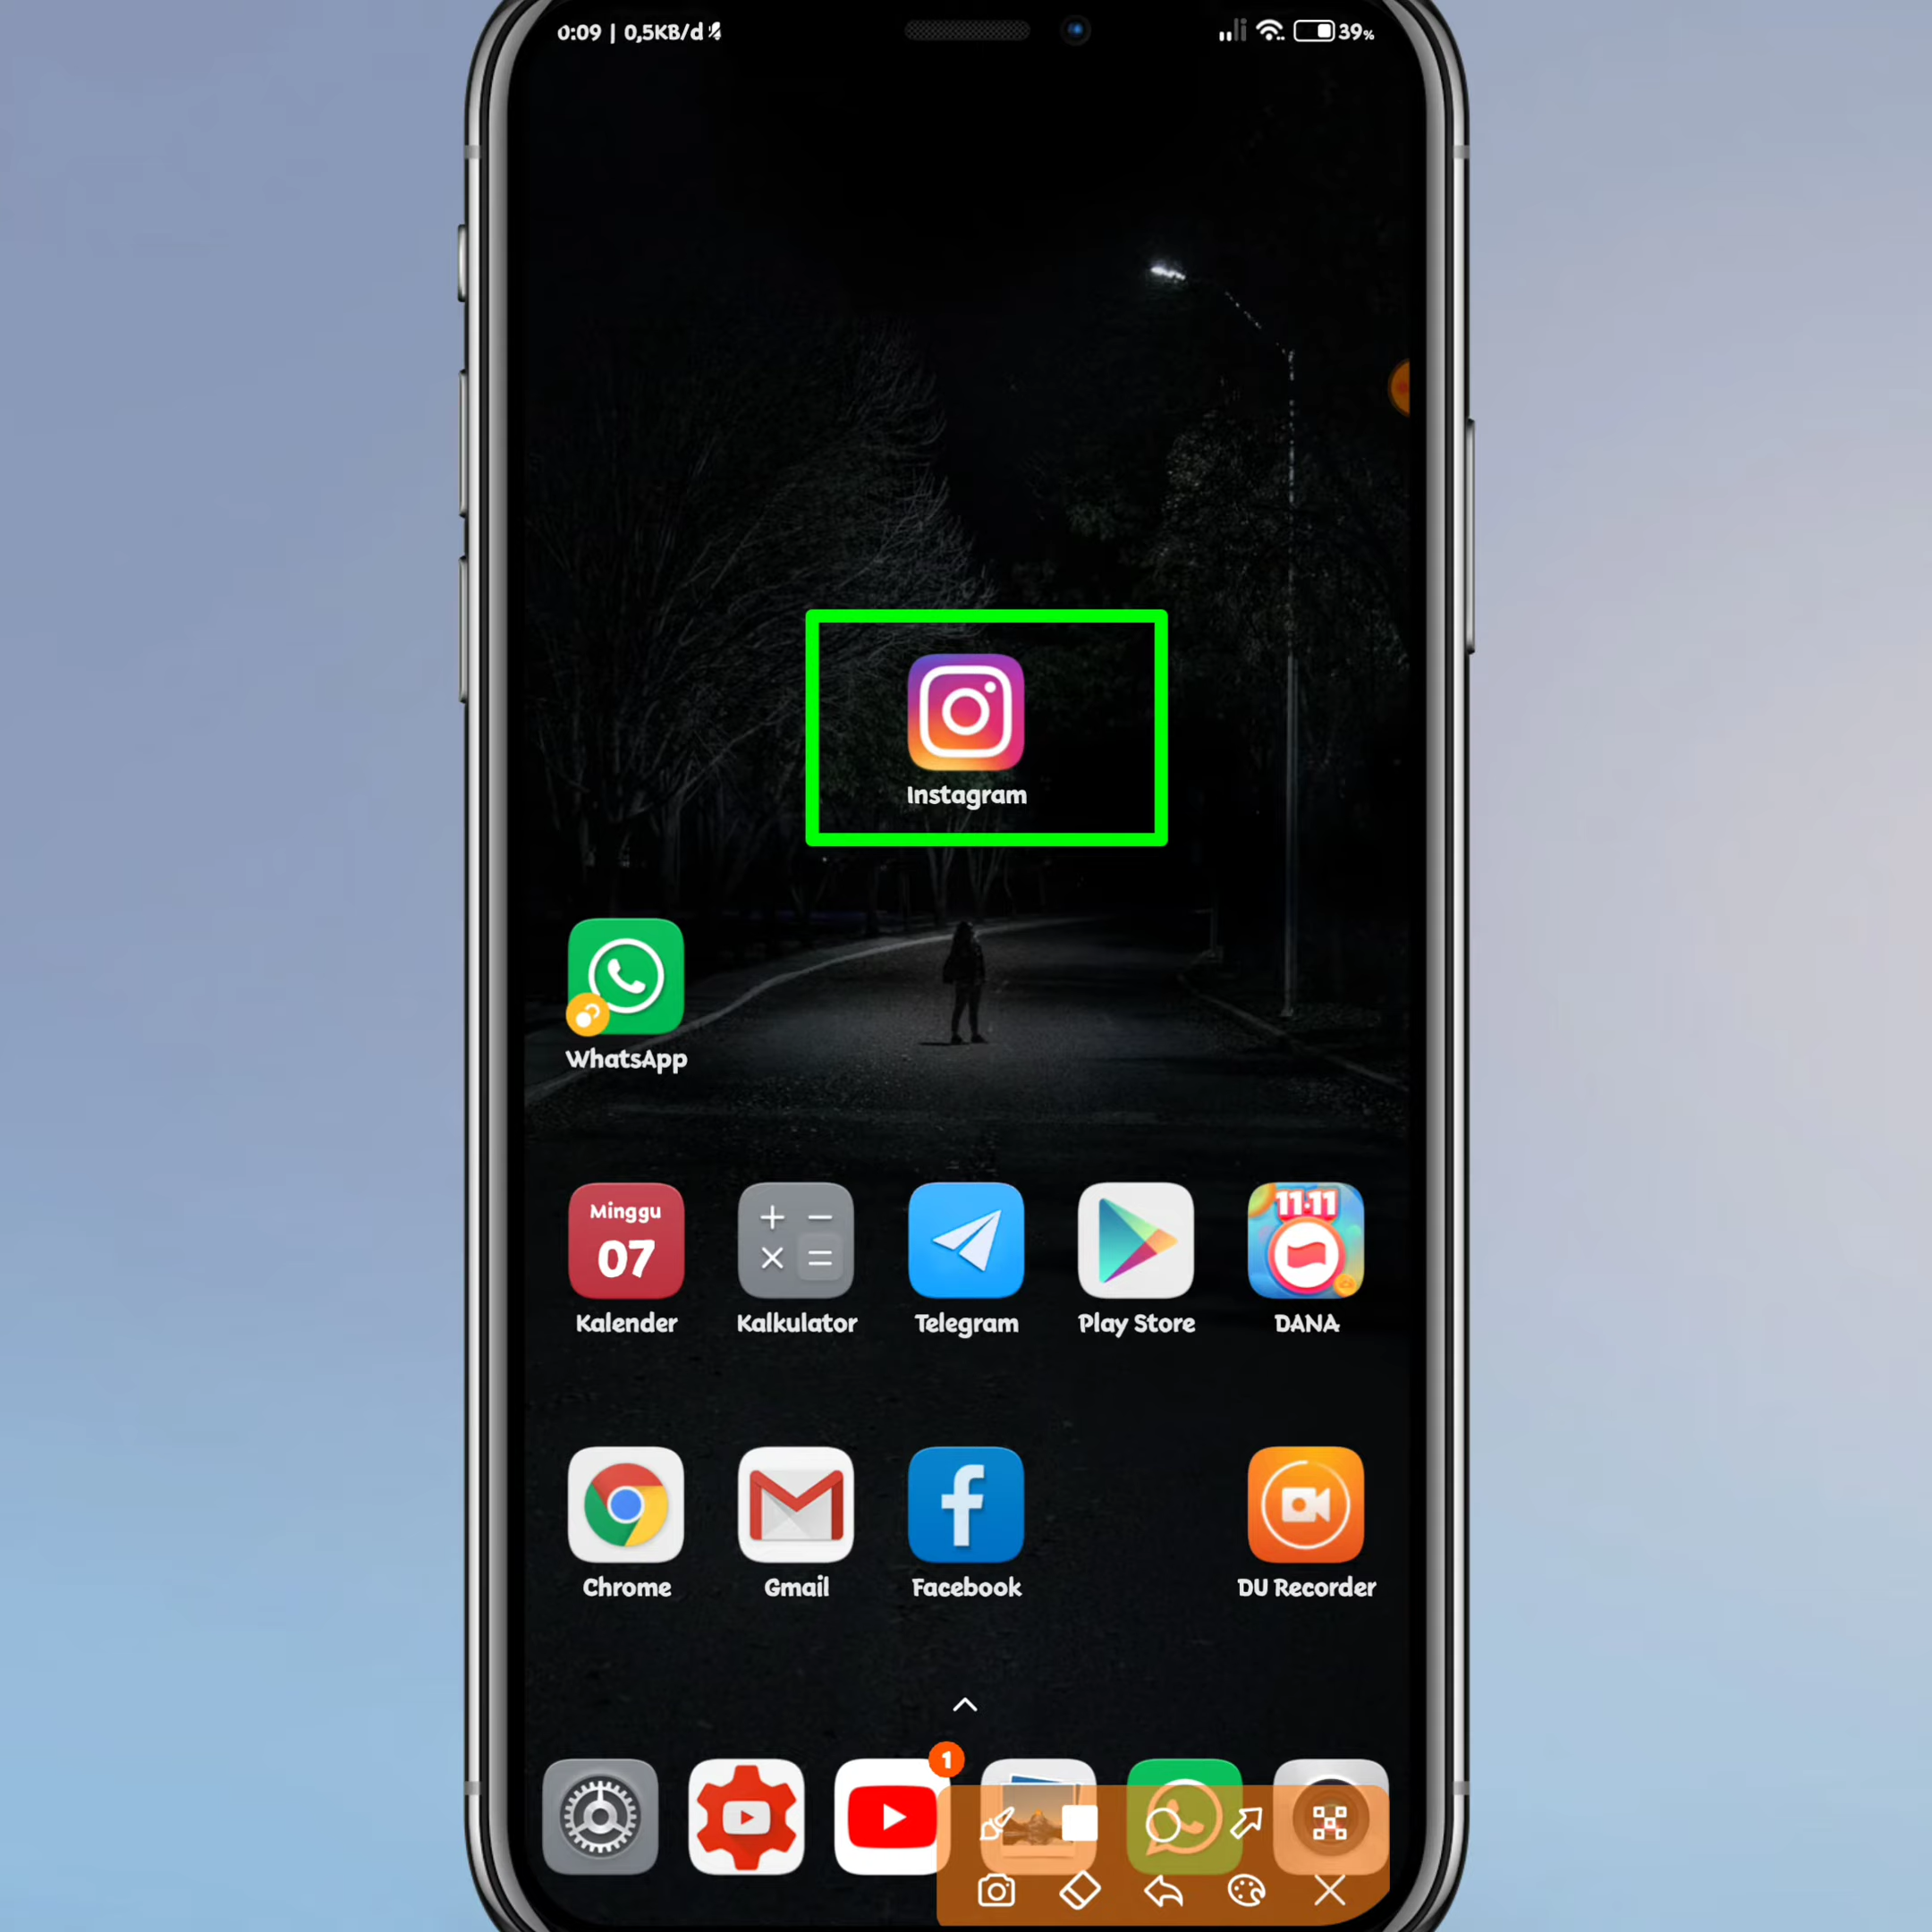 0:09 | 0,5KB/d
39%
Instagram
WhatsApp
Minggu
07
11.11
Kalender
Kalkulator
Telegram
Play Store
DANA
Chrome
Gmail
Facebook
DU Recorder
1